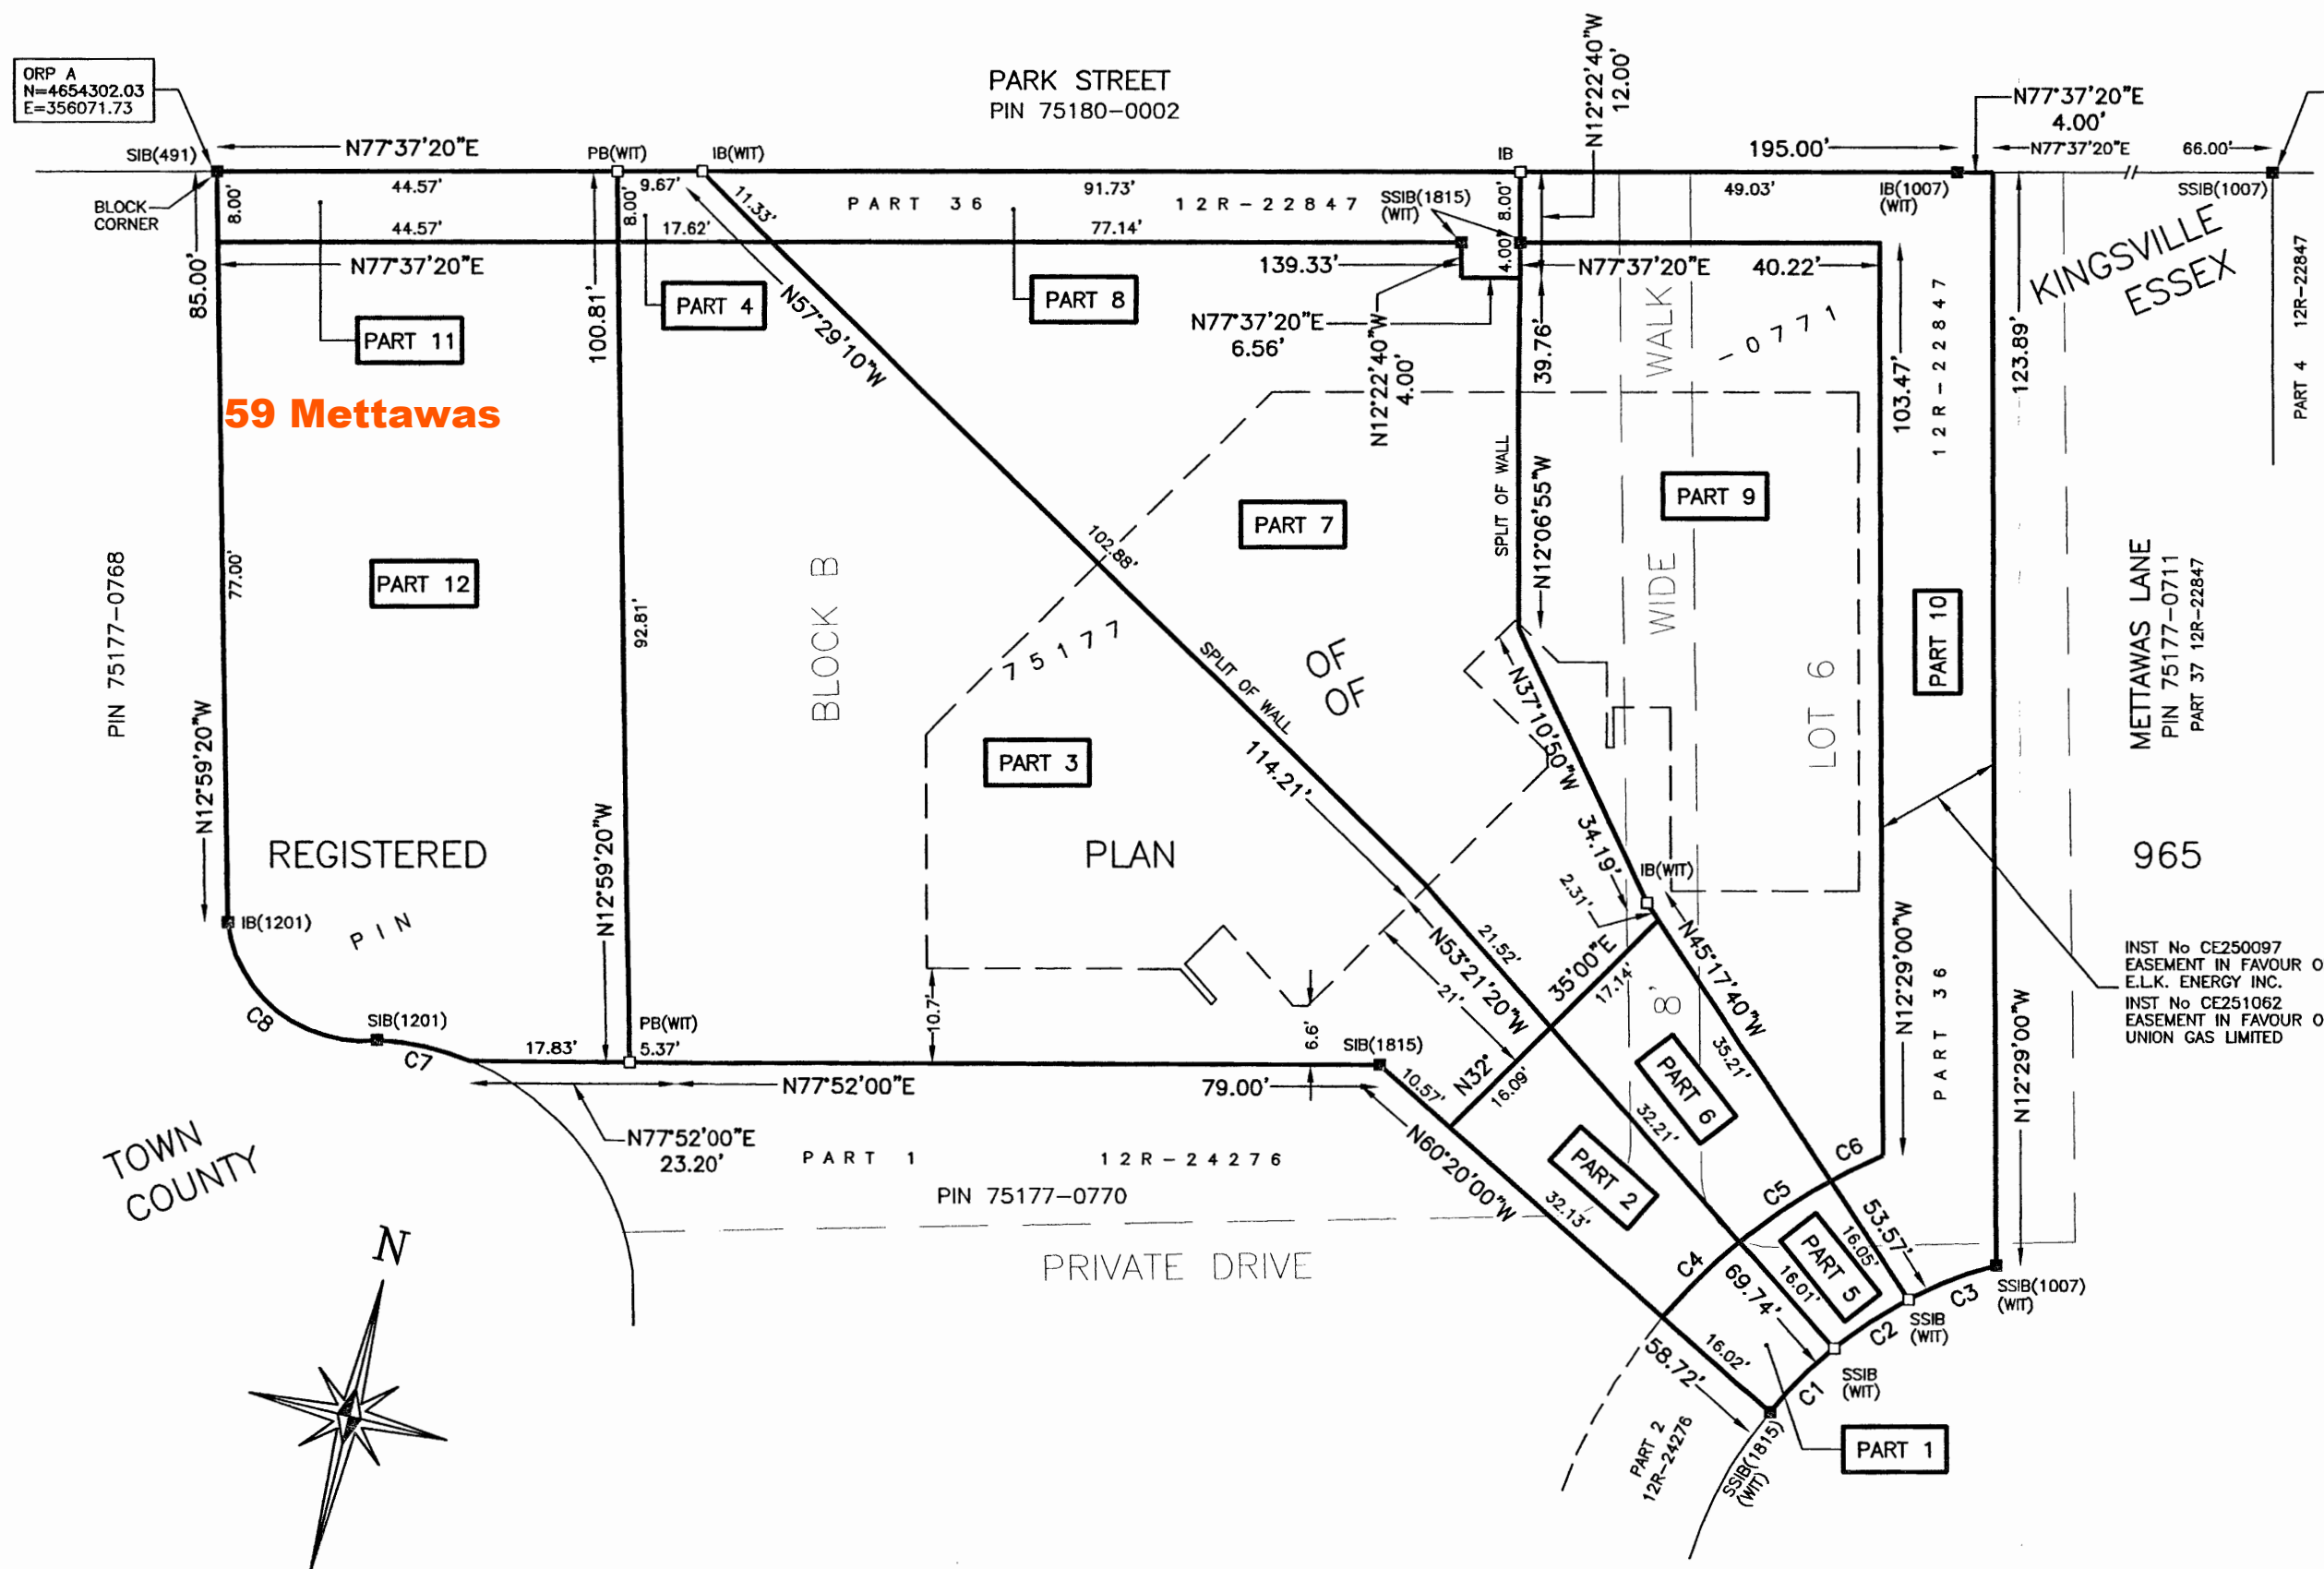 ORP A
N=4654302.03
E=356071.73
PARK STREET
PIN 75180-0002
N12°22'40"W
12.00'
N77°37'20"E
4.00'
SIB(491)
N77°37'20"E
PB(WIT)
IB(WIT)
IB
195.00'
N77°37'20"E
66.00'
BLOCK
CORNER
8.00'
44.57'
8.00'
9.67'
11.33'
91.73'
PART 36
12R-22847
SSIB(1815)
(WIT)
8.00'
49.03'
IB(1007)
(WIT)
SSIB(1007)
85.00'
44.57'
17.62'
77.14'
KINGSVILLE
ESSEX
N77°37'20"E
139.33'
4.00'
N77°37'20"E
40.22'
100.81'
PART 4
N57°29'10"W
PART 8
N77°37'20"E
6.56'
N12°22'40"W
4.00'
39.76'
WALK
-0771
103.47'
12R-22847
123.89'
PART 4 12R-22847
PART 11
59 Mettawas
SPLIT OF WALL
N12°06'55"W
PART 9
PART 7
102.88'
PIN 75177-0768
77.00'
PART 12
92.81'
BLOCK B
75177
WIDE
PART 10
METTAWAS LANE
PIN 75177-0711
PART 37 12R-22847
SPLIT OF WALL
OF
OF
N37°10'50"W
LOT 6
N12°59'20"W
PART 3
114.21'
34.19'
N12°59'20"W
REGISTERED
PLAN
965
IB(WIT)
2.31'
IB(1201)
PIN
N53°21'20"W
21.52'
N45°17'40"W
N12°29'00"W
INST No CE250097
EASEMENT IN FAVOUR O
E.L.K. ENERGY INC.
INST No CE251062
EASEMENT IN FAVOUR O
UNION GAS LIMITED
N32°
35'00"E
17.14'
8'
21'
PART 36
N12°29'00"W
C8
SIB(1201)
PB(WIT)
10.7'
6.6'
SIB(1815)
C7
17.83'
5.37'
N77°52'00"E
79.00'
10.57'
16.09'
PART 6
35.21'
32.21'
N77°52'00"E
23.20'
PART 1
12R-24276
N60°20'00"W
PART 2
C6
TOWN
COUNTY
PIN 75177-0770
32.13'
C5
53.57'
N
PRIVATE DRIVE
C4
69.74'
16.01'
PART 5
16.05'
C3
SSIB(1007)
(WIT)
SSIB
(WIT)
C2
16.02'
58.72'
C1
SSIB
(WIT)
PART 2
12R-24276
SSIB(1815)
(WIT)
PART 1